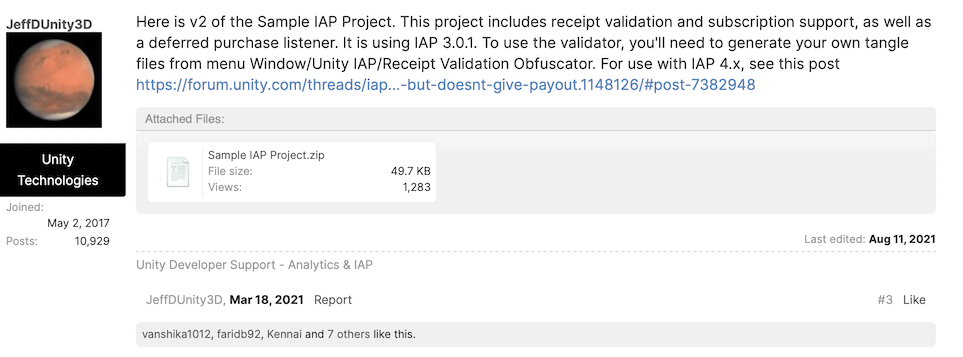 JeffDUnity3D
Unity
Technologies
Joined:
May 2, 2017
Posts: 10,929
Here is v2 of the Sample IAP Project. This project includes receipt validation and subscription support, as well as
a deferred purchase listener. It is using IAP 3.0.1. To use the validator, you'll need to generate your own tangle
files from menu Window/Unity IAP/Receipt Validation Obfuscator. For use with IAP 4.x, see this post
https://forum.unity.com/threads/iap...-but-doesnt-give-payout.1148126/#post-7382948
Attached Files:
Sample IAP Project.zip
File size: 49.7 KB
Views: 1,283
Last edited: Aug 11, 2021
Unity Developer Support - Analytics & IAP
JeffDUnity3D, Mar 18, 2021 Report #3 Like
vanshika1012, faridb92, Kennai and 7 others like this.